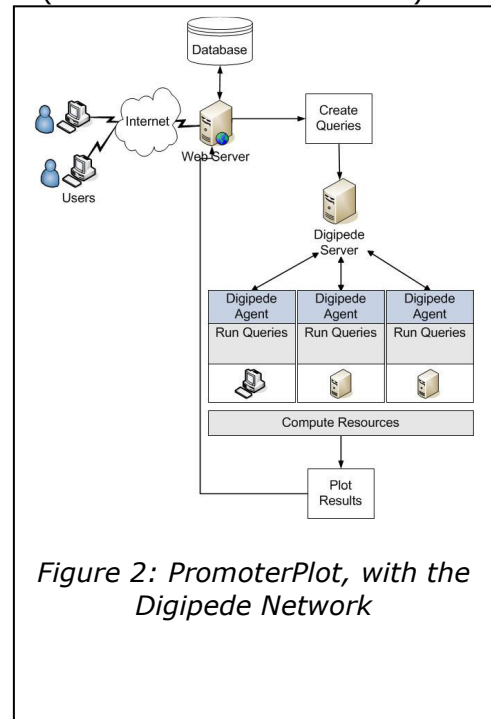 Database
Internet
Web Server
Create
Queries
Users
Digipede
Server
Digipede
Agent
Digipede
Agent
Digipede
Agent
Run Queries
Run Queries
Run Queries
Compute Resources
Plot
Results
Figure 2: PromoterPlot, with the
Digipede Network